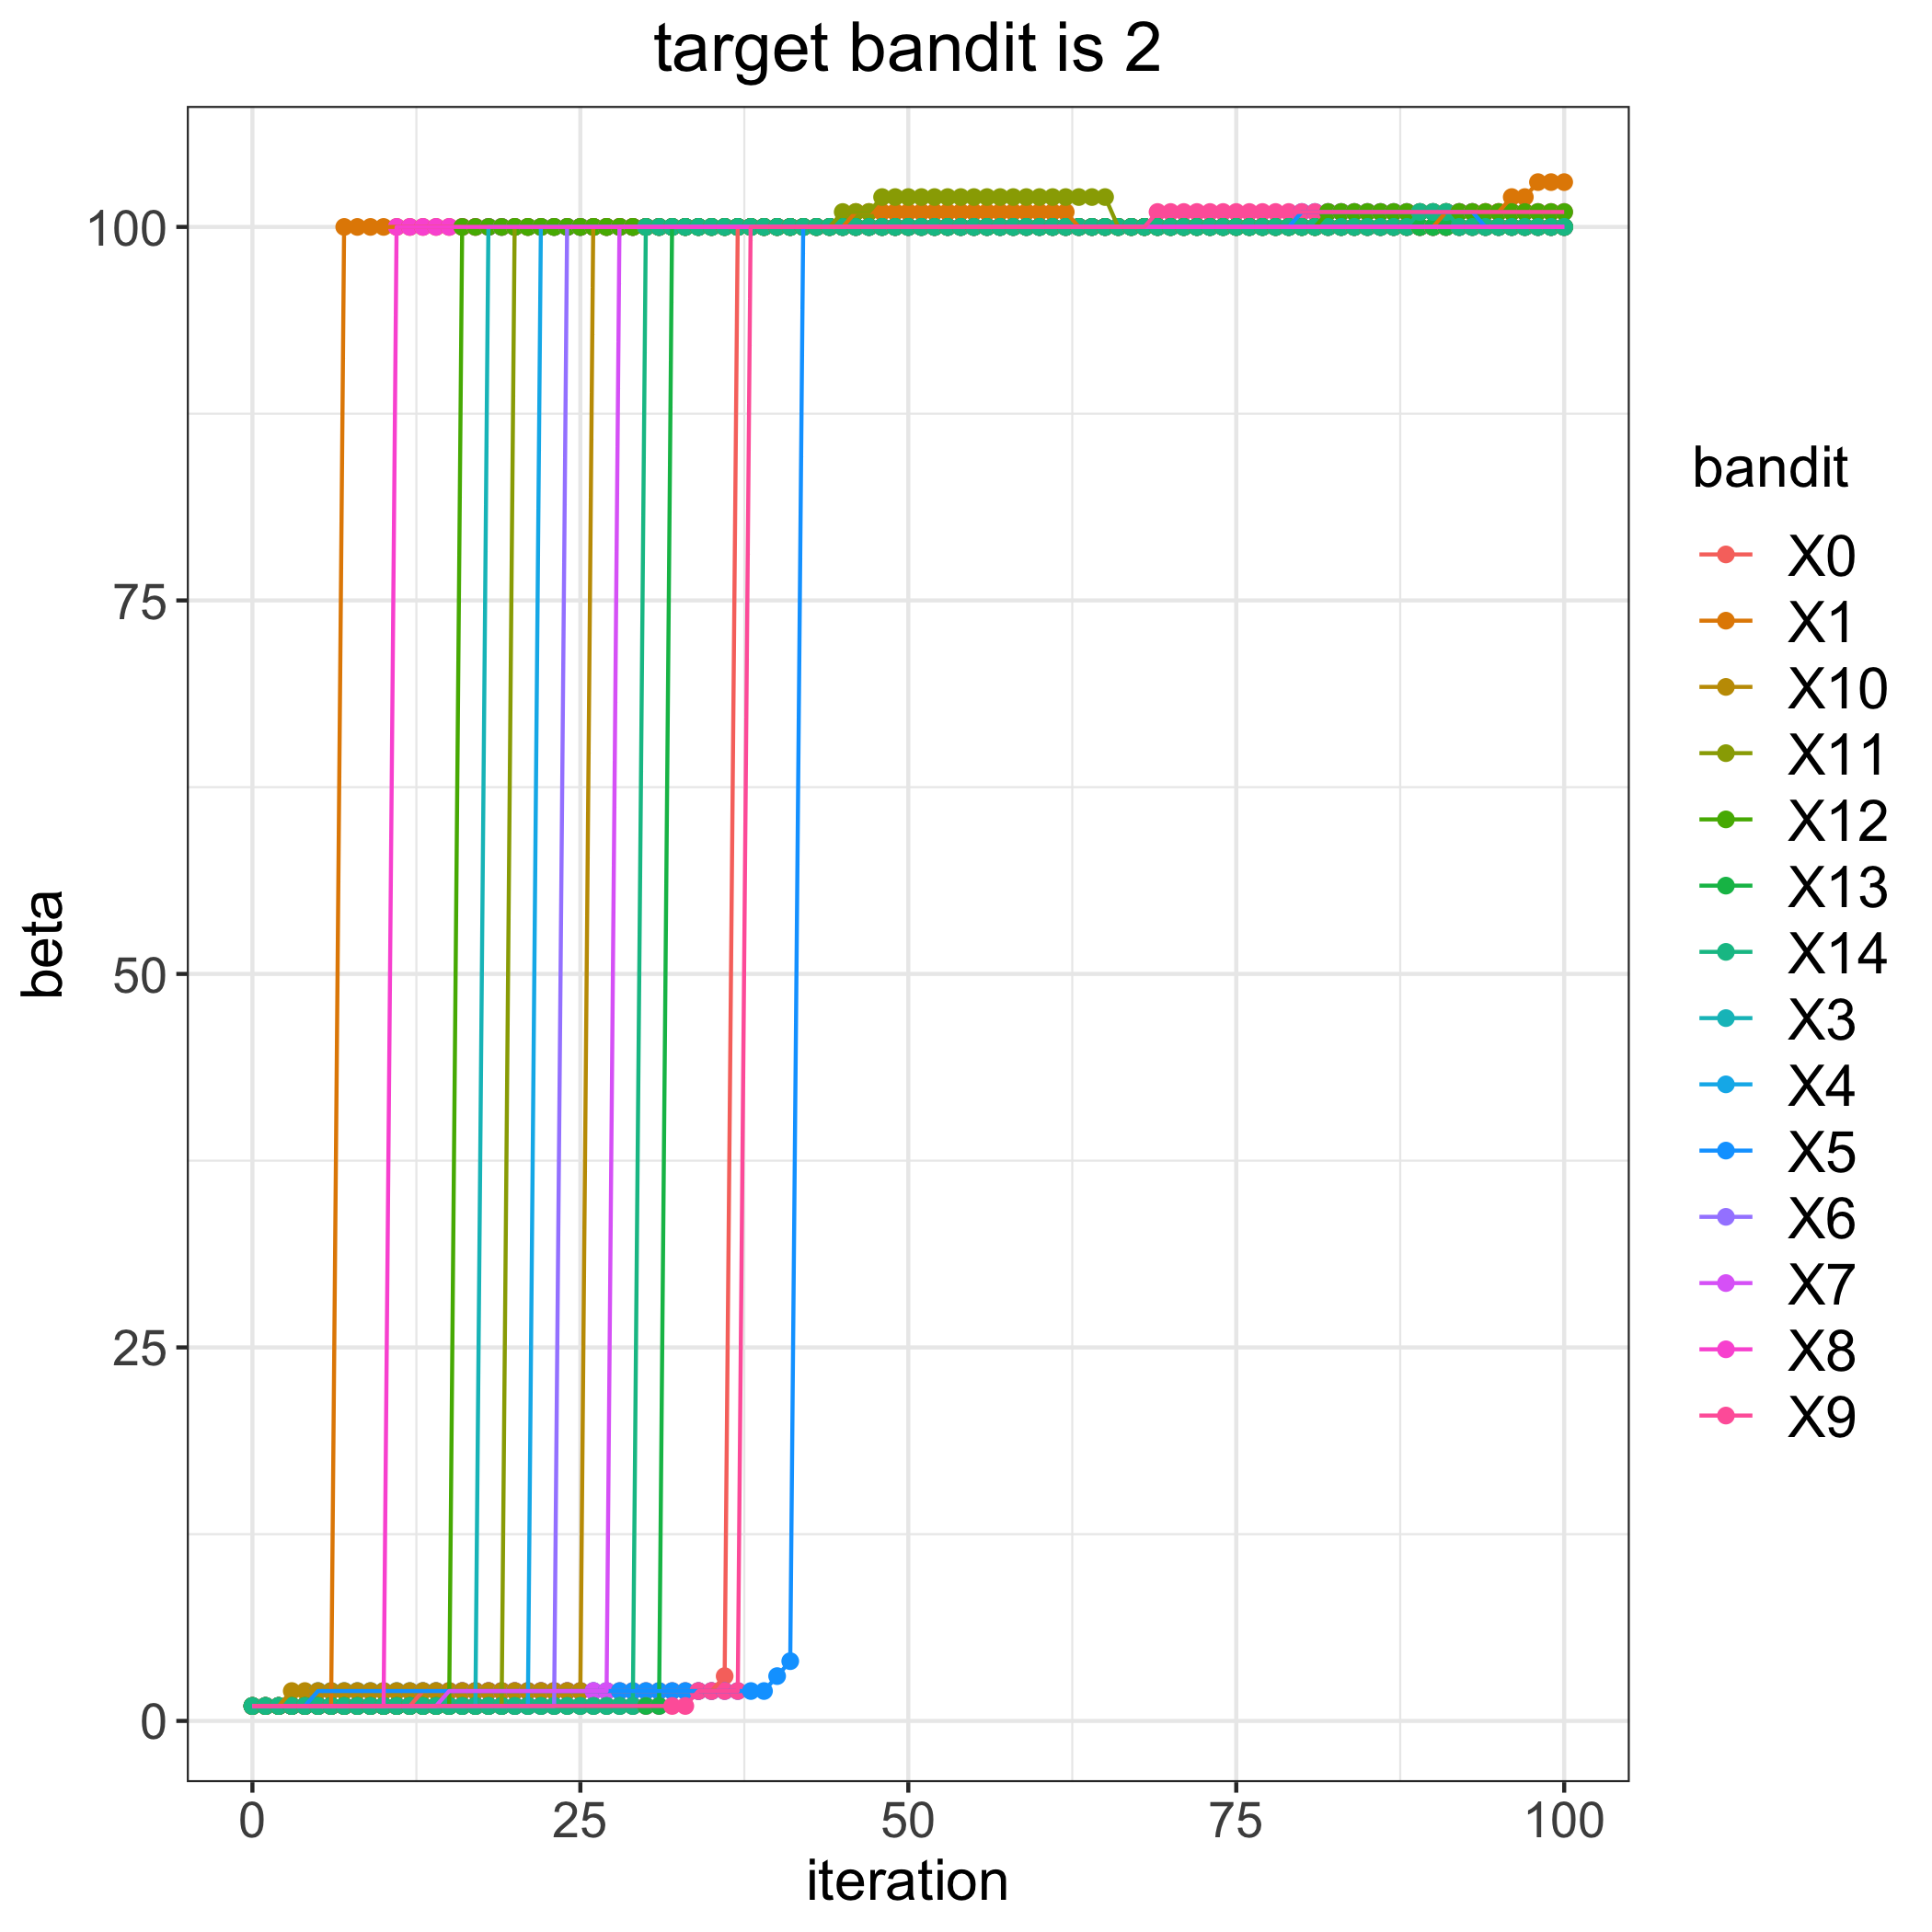 target bandit is 2
100
75
50
25
0
beta
0 25 50 75 100
iteration
bandit
X0
X1
X10
X11
X12
X13
X14
X3
X4
X5
X6
X7
X8
X9